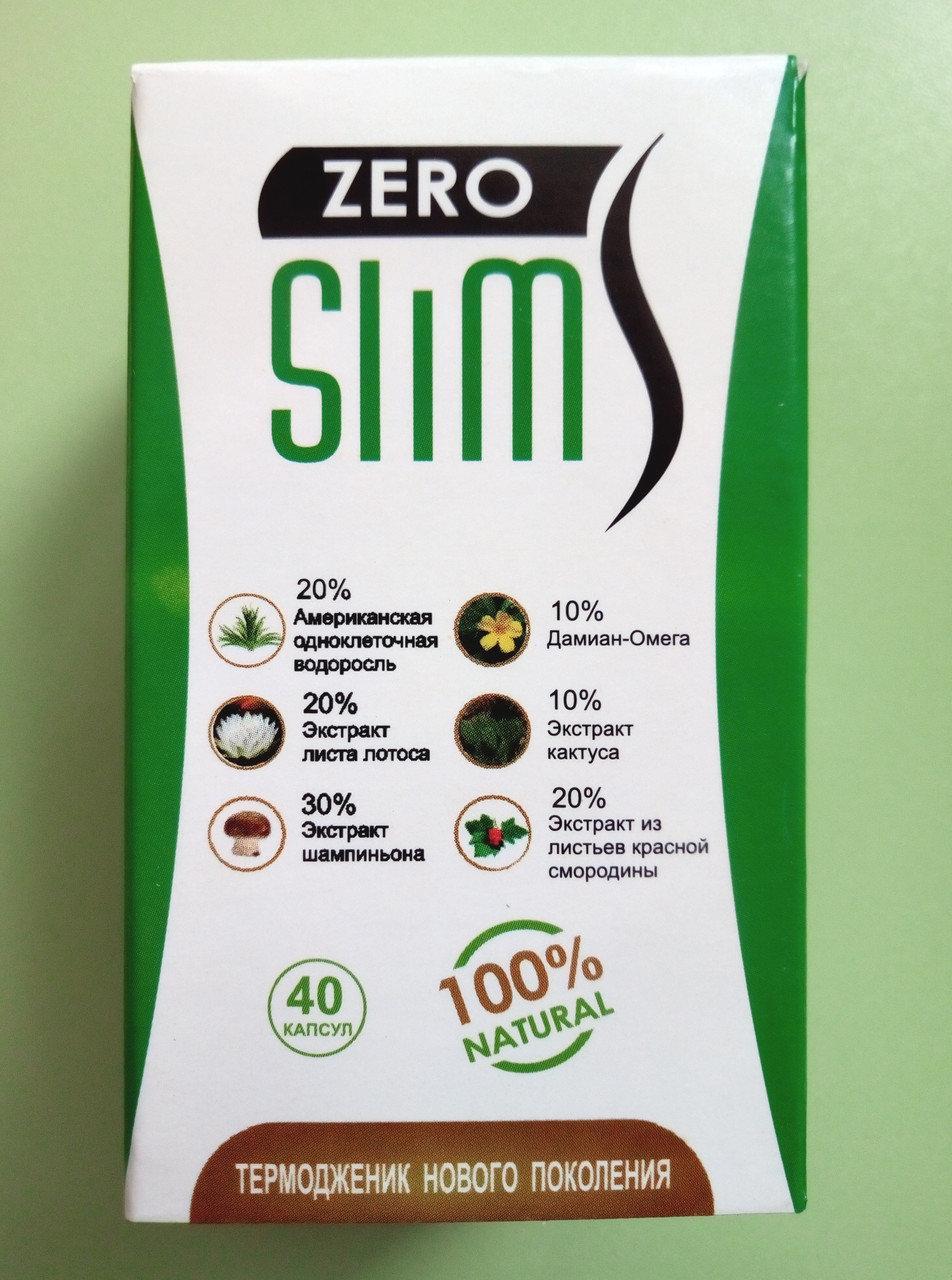 ZERO
Slim
20%
Американская
одноклеточная
водоросль
10%
Дамиан-Омега
20%
Экстракт
листа лотоса
10%
Экстракт
кактуса
30%
Экстракт
шампиньона
20%
Экстракт из
листьев красной
смородины
40
КАПСУЛ
100%
NATURAL
ТЕРМОДЖЕНИК НОВОГО ПОКОЛЕНИЯ